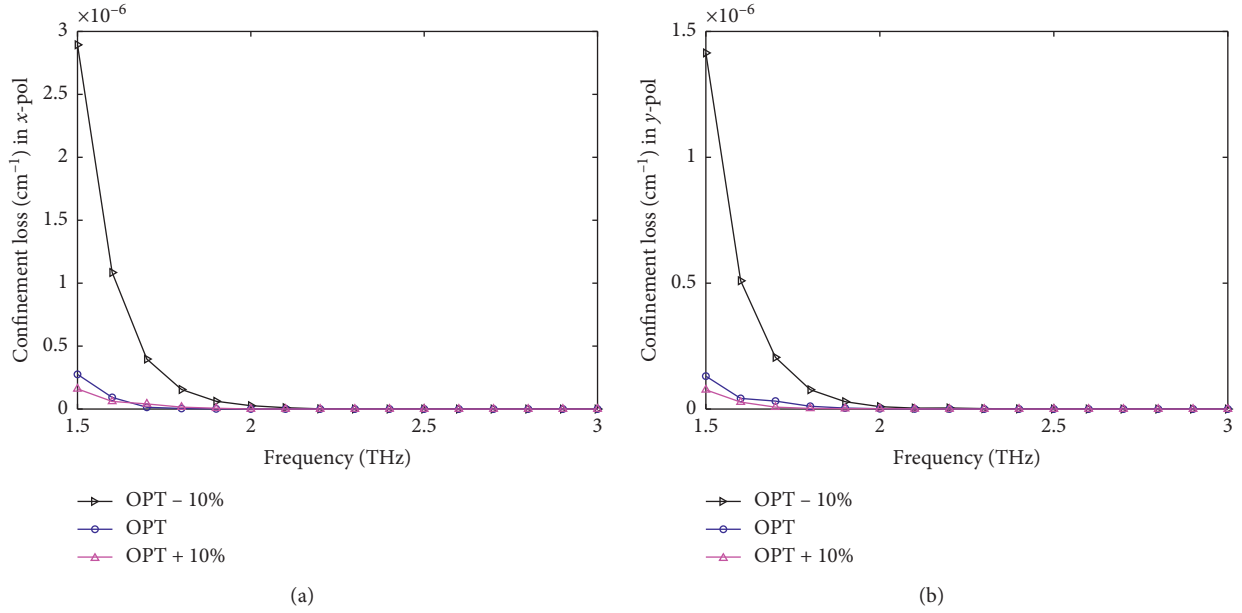 ×10⁻⁶
3
2.5
2
1.5
1
0.5
0
1.5
2
2.5
3
Confinement loss (cm⁻¹) in x-pol
Frequency (THz)
OPT – 10%
OPT
OPT + 10%
(a)
×10⁻⁶
1.5
1
0.5
0
1.5
2
2.5
3
Confinement loss (cm⁻¹) in y-pol
Frequency (THz)
OPT – 10%
OPT
OPT + 10%
(b)